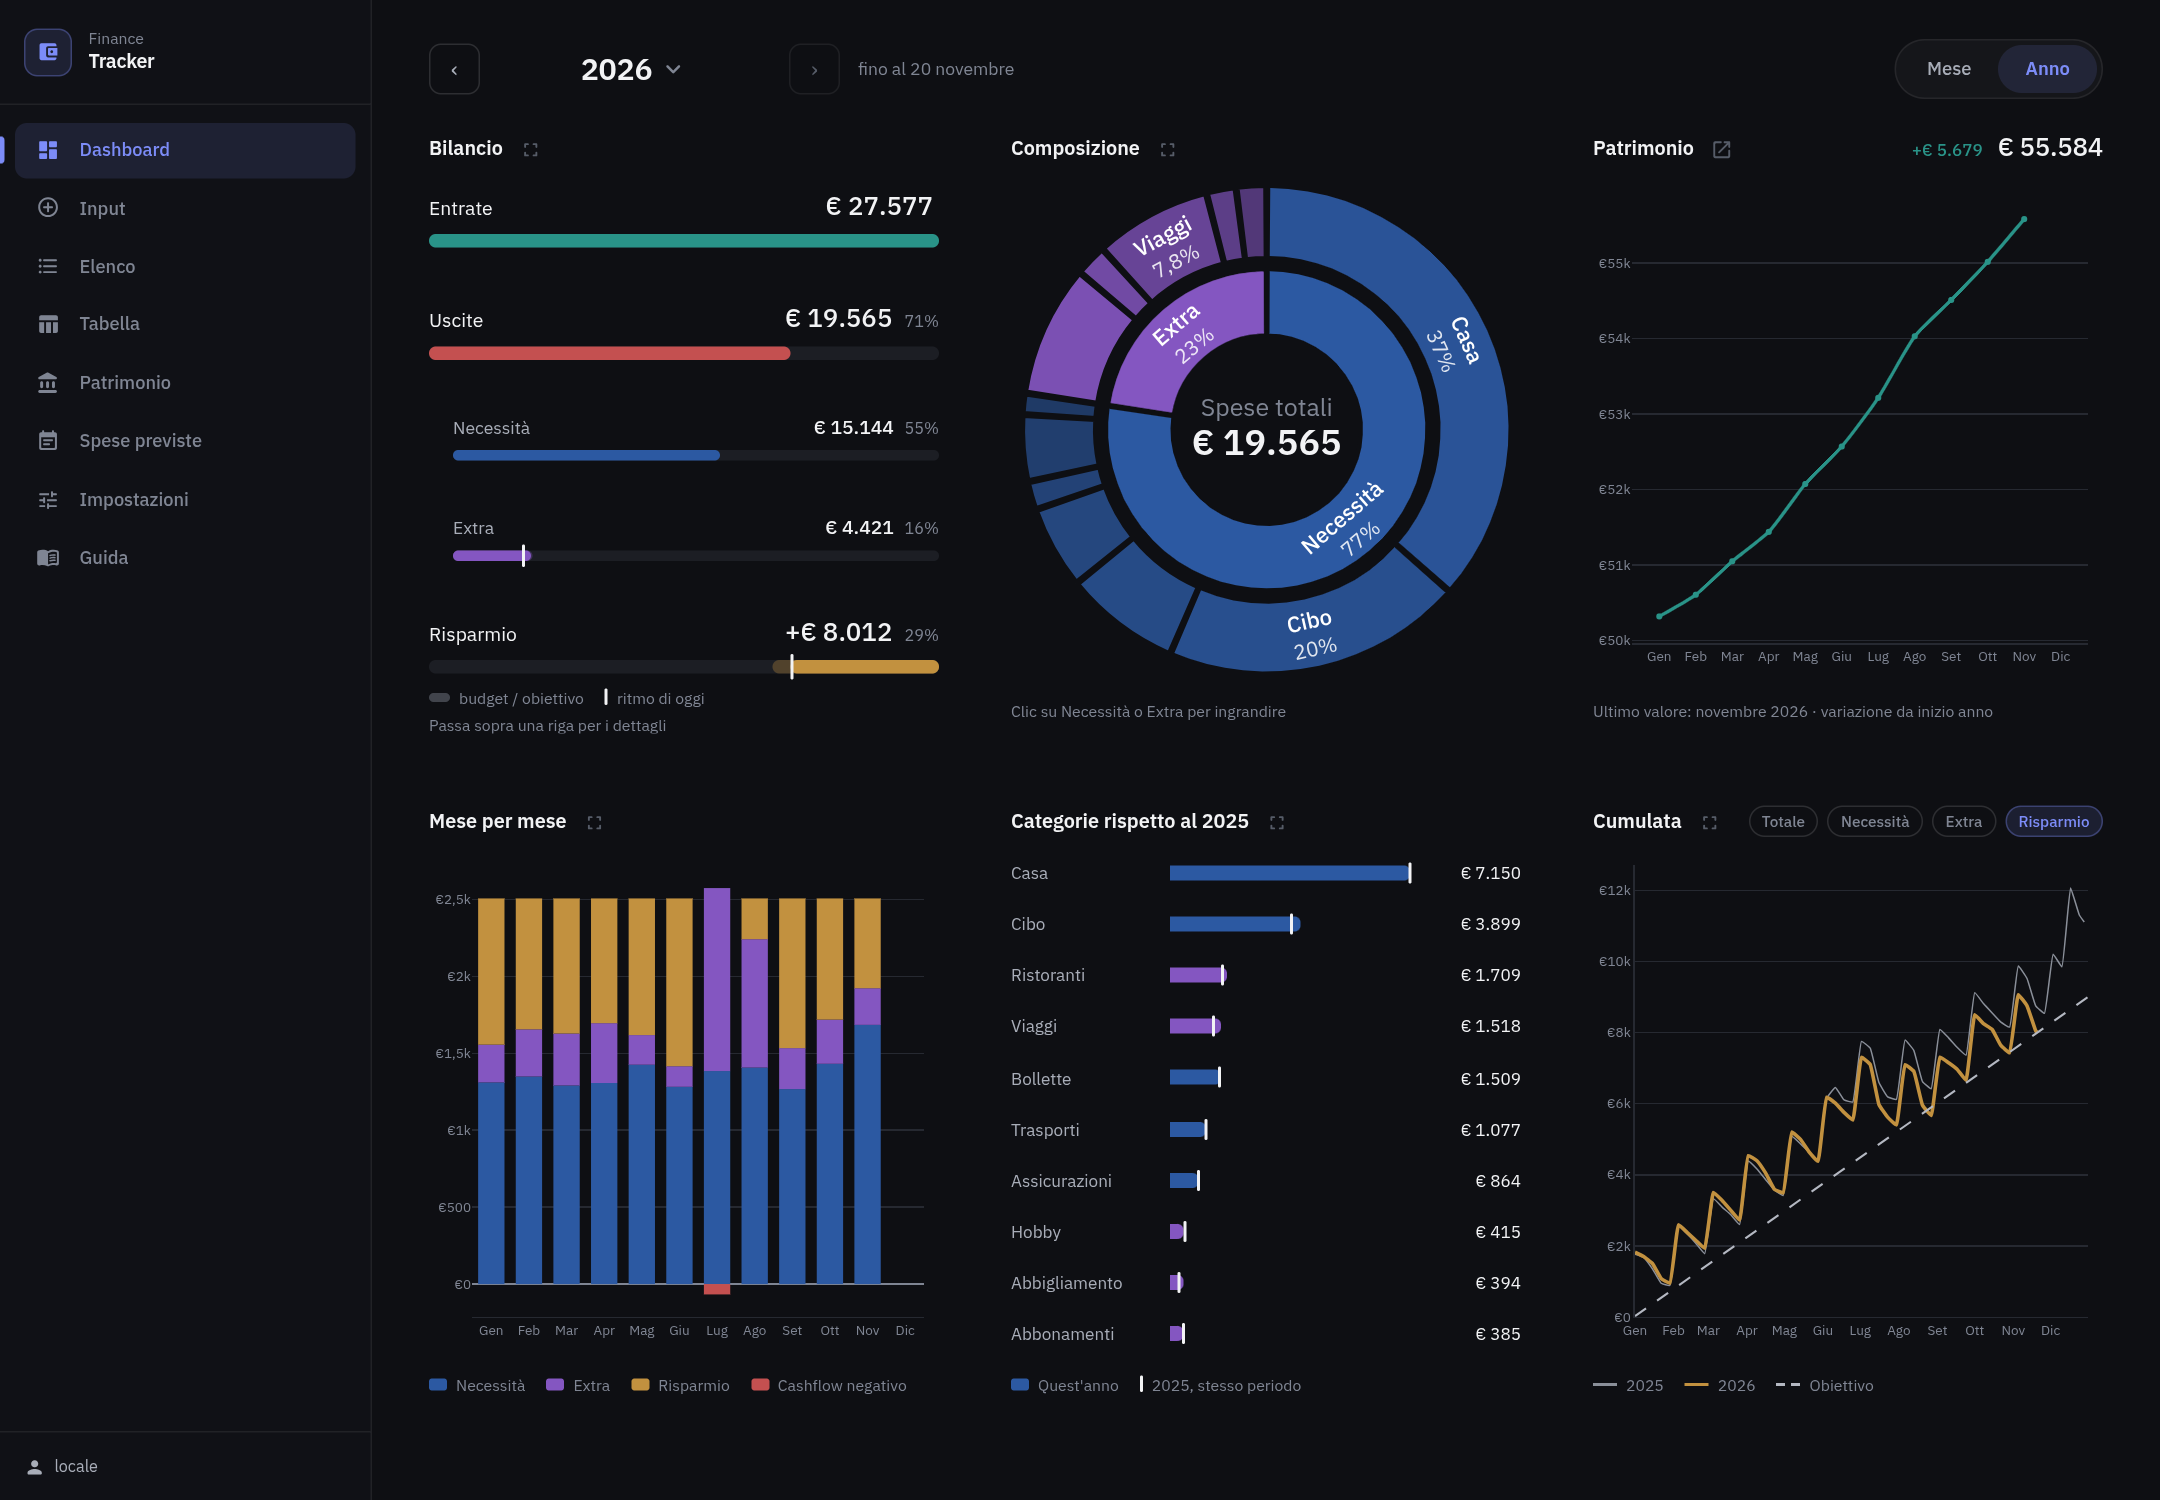 Finance
Tracker
Dashboard
Input
Elenco
Tabella
Patrimonio
Spese previste
Impostazioni
Guida
locale
‹
2026
›
fino al 20 novembre
Mese
Anno
Bilancio
Entrate
€ 27.577
Uscite
€ 19.565 71%
Necessità
€ 15.144 55%
Extra
€ 4.421 16%
Risparmio
+€ 8.012 29%
budget / obiettivo
ritmo di oggi
Passa sopra una riga per i dettagli
Composizione
Viaggi
7,8%
Extra
23%
Casa
37%
Spese totali
€ 19.565
Necessità
77%
Cibo
20%
Clic su Necessità o Extra per ingrandire
Patrimonio
+€ 5.679 € 55.584
€55k
€54k
€53k
€52k
€51k
€50k
Gen Feb Mar Apr Mag Giu Lug Ago Set Ott Nov Dic
Ultimo valore: novembre 2026 · variazione da inizio anno
Mese per mese
€2,5k
€2k
€1,5k
€1k
€500
€0
Gen Feb Mar Apr Mag Giu Lug Ago Set Ott Nov Dic
Necessità Extra Risparmio Cashflow negativo
Categorie rispetto al 2025
Casa € 7.150
Cibo € 3.899
Ristoranti € 1.709
Viaggi € 1.518
Bollette € 1.509
Trasporti € 1.077
Assicurazioni € 864
Hobby € 415
Abbigliamento € 394
Abbonamenti € 385
Quest'anno 2025, stesso periodo
Cumulata
Totale Necessità Extra Risparmio
€12k
€10k
€8k
€6k
€4k
€2k
€0
Gen Feb Mar Apr Mag Giu Lug Ago Set Ott Nov Dic
2025 2026 Obiettivo